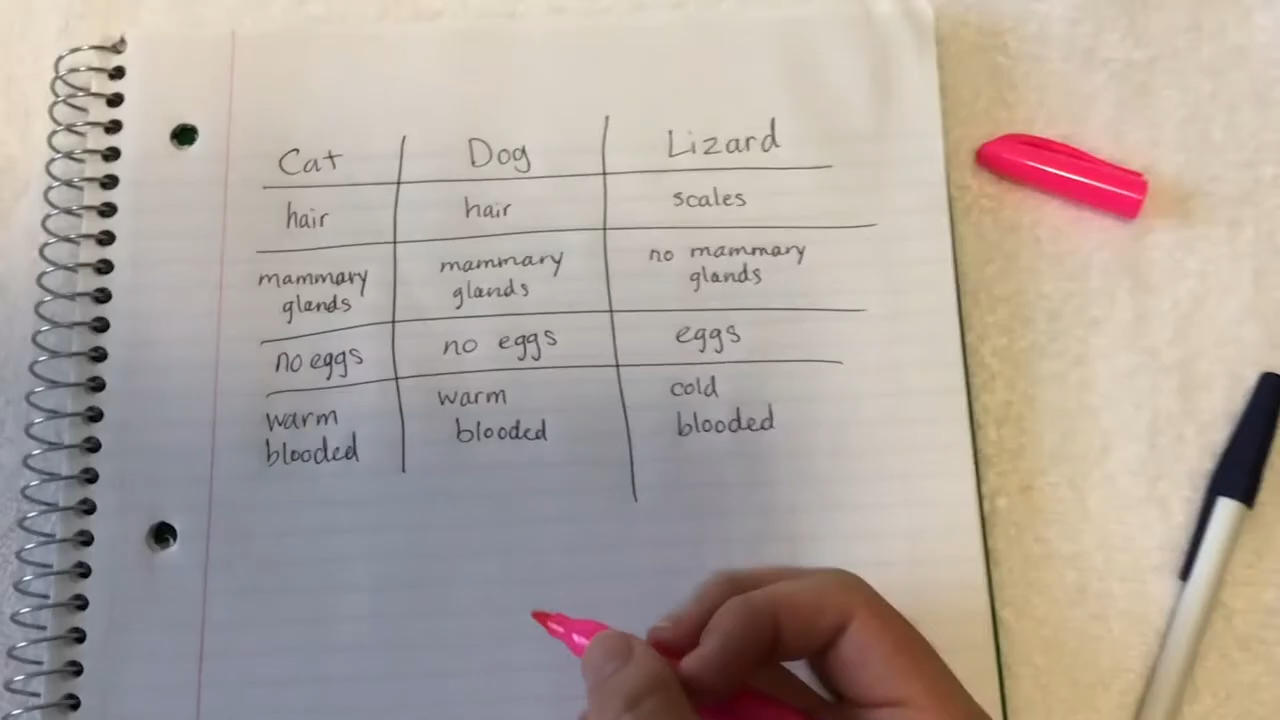 Cat Dog Lizard
hair hair scales
mammary glands mammary glands no mammary glands
no eggs no eggs eggs
warm blooded warm blooded cold blooded